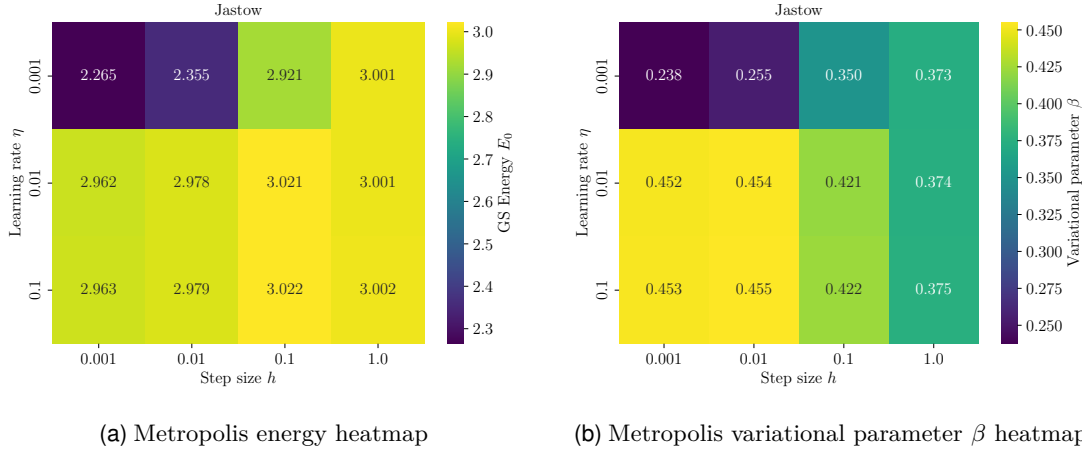 Jastow
Learning rate η
0.001 2.265 2.355 2.921 3.001
0.01 2.962 2.978 3.021 3.001
0.1 2.963 2.979 3.022 3.002
0.001 0.01 0.1 1.0
Step size h
3.0
2.9
2.8
2.7
2.6
2.5
2.4
2.3
GS Energy E₀
(a) Metropolis energy heatmap
Jastow
Learning rate η
0.001 0.238 0.255 0.350 0.373
0.01 0.452 0.454 0.421 0.374
0.1 0.453 0.455 0.422 0.375
0.001 0.01 0.1 1.0
Step size h
0.450
0.425
0.400
0.375
0.350
0.325
0.300
0.275
0.250
Variational parameter β
(b) Metropolis variational parameter β heatmap